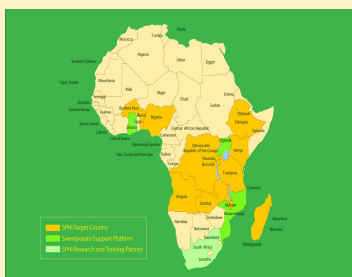 Tunisia
Malta
Morocco
Algeria
Libya
Egypt
Western Sahara
Cape Verde
Mauritania
Mali
Niger
Chad
Sudan
Eritrea
Senegal
Gambia
Guinea Bissau
Guinea
Burkina Faso
Benin
Nigeria
Djibouti
Ethiopia
Somalia
Sierra Leone
Liberia
Cote d'Ivoire
Ghana
Togo
Central African Republic
Cameroon
Equatorial Guinea
Sao Tome and Principe
Gabon
Congo
Democratic
Republic of the Congo
Uganda
Kenya
Rwanda
Burundi
Tanzania
Comoros
Angola
Zambia
Malawi
Mozambique
Zimbabwe
Namibia
Botswana
Mauritius
Reunion
Madagascar
Swaziland
South Africa
Lesotho
SPHI Target Country
Sweetpotato Support Platform
SPHI Research and Training Partner